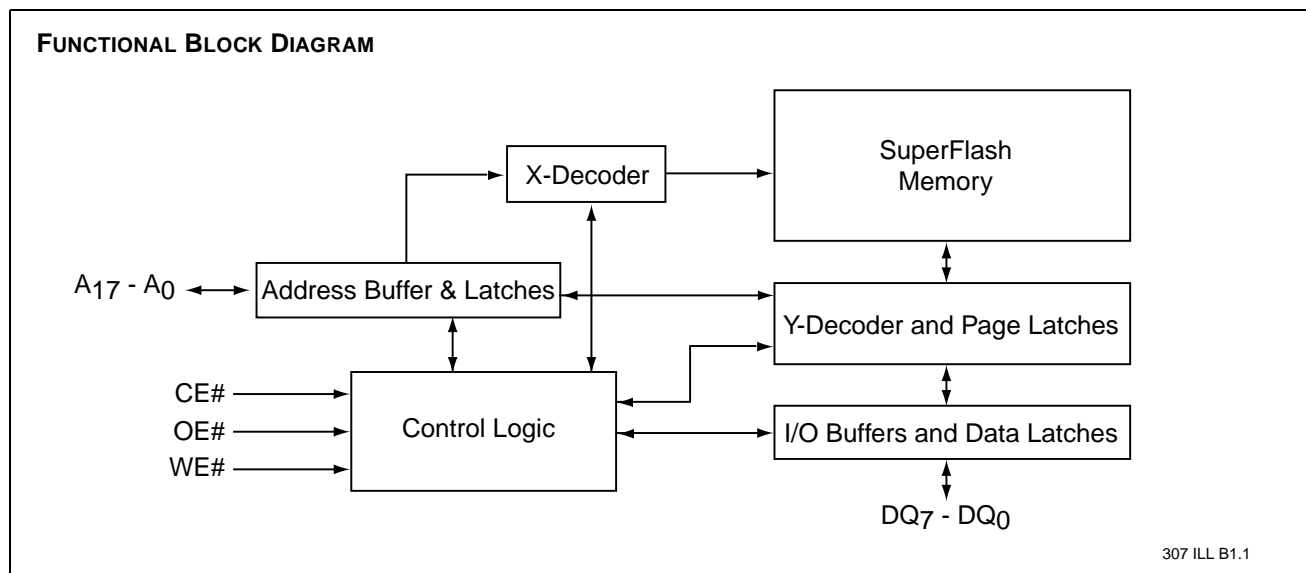 FUNCTIONAL BLOCK DIAGRAM
SuperFlash
Memory
X-Decoder
A17 - A0
Address Buffer & Latches
Y-Decoder and Page Latches
CE#
OE#
WE#
Control Logic
I/O Buffers and Data Latches
DQ7 - DQ0
307 ILL B1.1